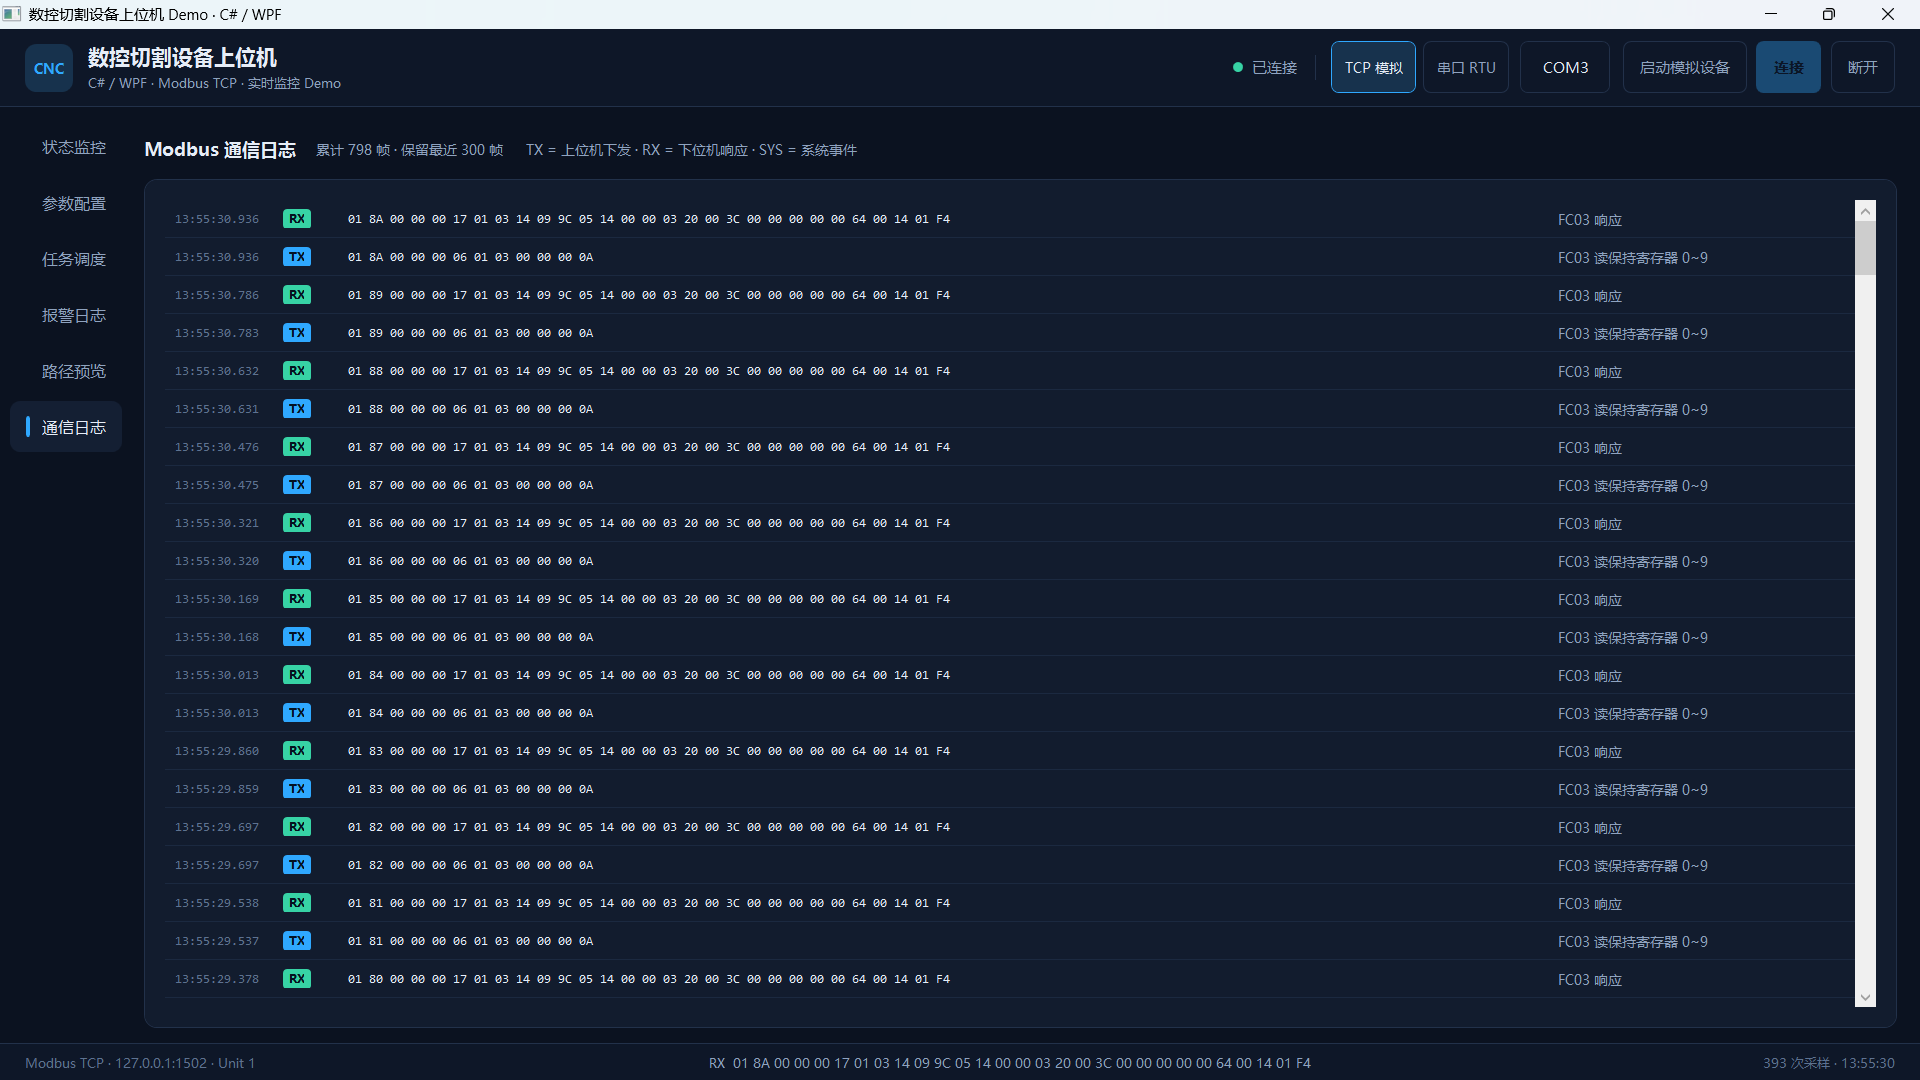 数控切割设备上位机 Demo · C# / WPF
CNC
数控切割设备上位机
C# / WPF · Modbus TCP · 实时监控 Demo
已连接
TCP 模拟
串口 RTU
COM3
启动模拟设备
连接
断开
状态监控
参数配置
任务调度
报警日志
路径预览
通信日志
Modbus 通信日志 累计 798 帧 · 保留最近 300 帧 TX = 上位机下发 · RX = 下位机响应 · SYS = 系统事件
13:55:30.936 RX 01 8A 00 00 00 17 01 03 14 09 9C 05 14 00 00 03 20 00 3C 00 00 00 00 00 64 00 14 01 F4 FC03 响应
13:55:30.936 TX 01 8A 00 00 00 06 01 03 00 00 00 0A FC03 读保持寄存器 0~9
13:55:30.786 RX 01 89 00 00 00 17 01 03 14 09 9C 05 14 00 00 03 20 00 3C 00 00 00 00 00 64 00 14 01 F4 FC03 响应
13:55:30.783 TX 01 89 00 00 00 06 01 03 00 00 00 0A FC03 读保持寄存器 0~9
13:55:30.632 RX 01 88 00 00 00 17 01 03 14 09 9C 05 14 00 00 03 20 00 3C 00 00 00 00 00 64 00 14 01 F4 FC03 响应
13:55:30.631 TX 01 88 00 00 00 06 01 03 00 00 00 0A FC03 读保持寄存器 0~9
13:55:30.476 RX 01 87 00 00 00 17 01 03 14 09 9C 05 14 00 00 03 20 00 3C 00 00 00 00 00 64 00 14 01 F4 FC03 响应
13:55:30.475 TX 01 87 00 00 00 06 01 03 00 00 00 0A FC03 读保持寄存器 0~9
13:55:30.321 RX 01 86 00 00 00 17 01 03 14 09 9C 05 14 00 00 03 20 00 3C 00 00 00 00 00 64 00 14 01 F4 FC03 响应
13:55:30.320 TX 01 86 00 00 00 06 01 03 00 00 00 0A FC03 读保持寄存器 0~9
13:55:30.169 RX 01 85 00 00 00 17 01 03 14 09 9C 05 14 00 00 03 20 00 3C 00 00 00 00 00 64 00 14 01 F4 FC03 响应
13:55:30.168 TX 01 85 00 00 00 06 01 03 00 00 00 0A FC03 读保持寄存器 0~9
13:55:30.013 RX 01 84 00 00 00 17 01 03 14 09 9C 05 14 00 00 03 20 00 3C 00 00 00 00 00 64 00 14 01 F4 FC03 响应
13:55:30.013 TX 01 84 00 00 00 06 01 03 00 00 00 0A FC03 读保持寄存器 0~9
13:55:29.860 RX 01 83 00 00 00 17 01 03 14 09 9C 05 14 00 00 03 20 00 3C 00 00 00 00 00 64 00 14 01 F4 FC03 响应
13:55:29.859 TX 01 83 00 00 00 06 01 03 00 00 00 0A FC03 读保持寄存器 0~9
13:55:29.697 RX 01 82 00 00 00 17 01 03 14 09 9C 05 14 00 00 03 20 00 3C 00 00 00 00 00 64 00 14 01 F4 FC03 响应
13:55:29.697 TX 01 82 00 00 00 06 01 03 00 00 00 0A FC03 读保持寄存器 0~9
13:55:29.538 RX 01 81 00 00 00 17 01 03 14 09 9C 05 14 00 00 03 20 00 3C 00 00 00 00 00 64 00 14 01 F4 FC03 响应
13:55:29.537 TX 01 81 00 00 00 06 01 03 00 00 00 0A FC03 读保持寄存器 0~9
13:55:29.378 RX 01 80 00 00 00 17 01 03 14 09 9C 05 14 00 00 03 20 00 3C 00 00 00 00 00 64 00 14 01 F4 FC03 响应
Modbus TCP · 127.0.0.1:1502 · Unit 1
RX 01 8A 00 00 00 17 01 03 14 09 9C 05 14 00 00 03 20 00 3C 00 00 00 00 00 64 00 14 01 F4
393 次采样 · 13:55:30